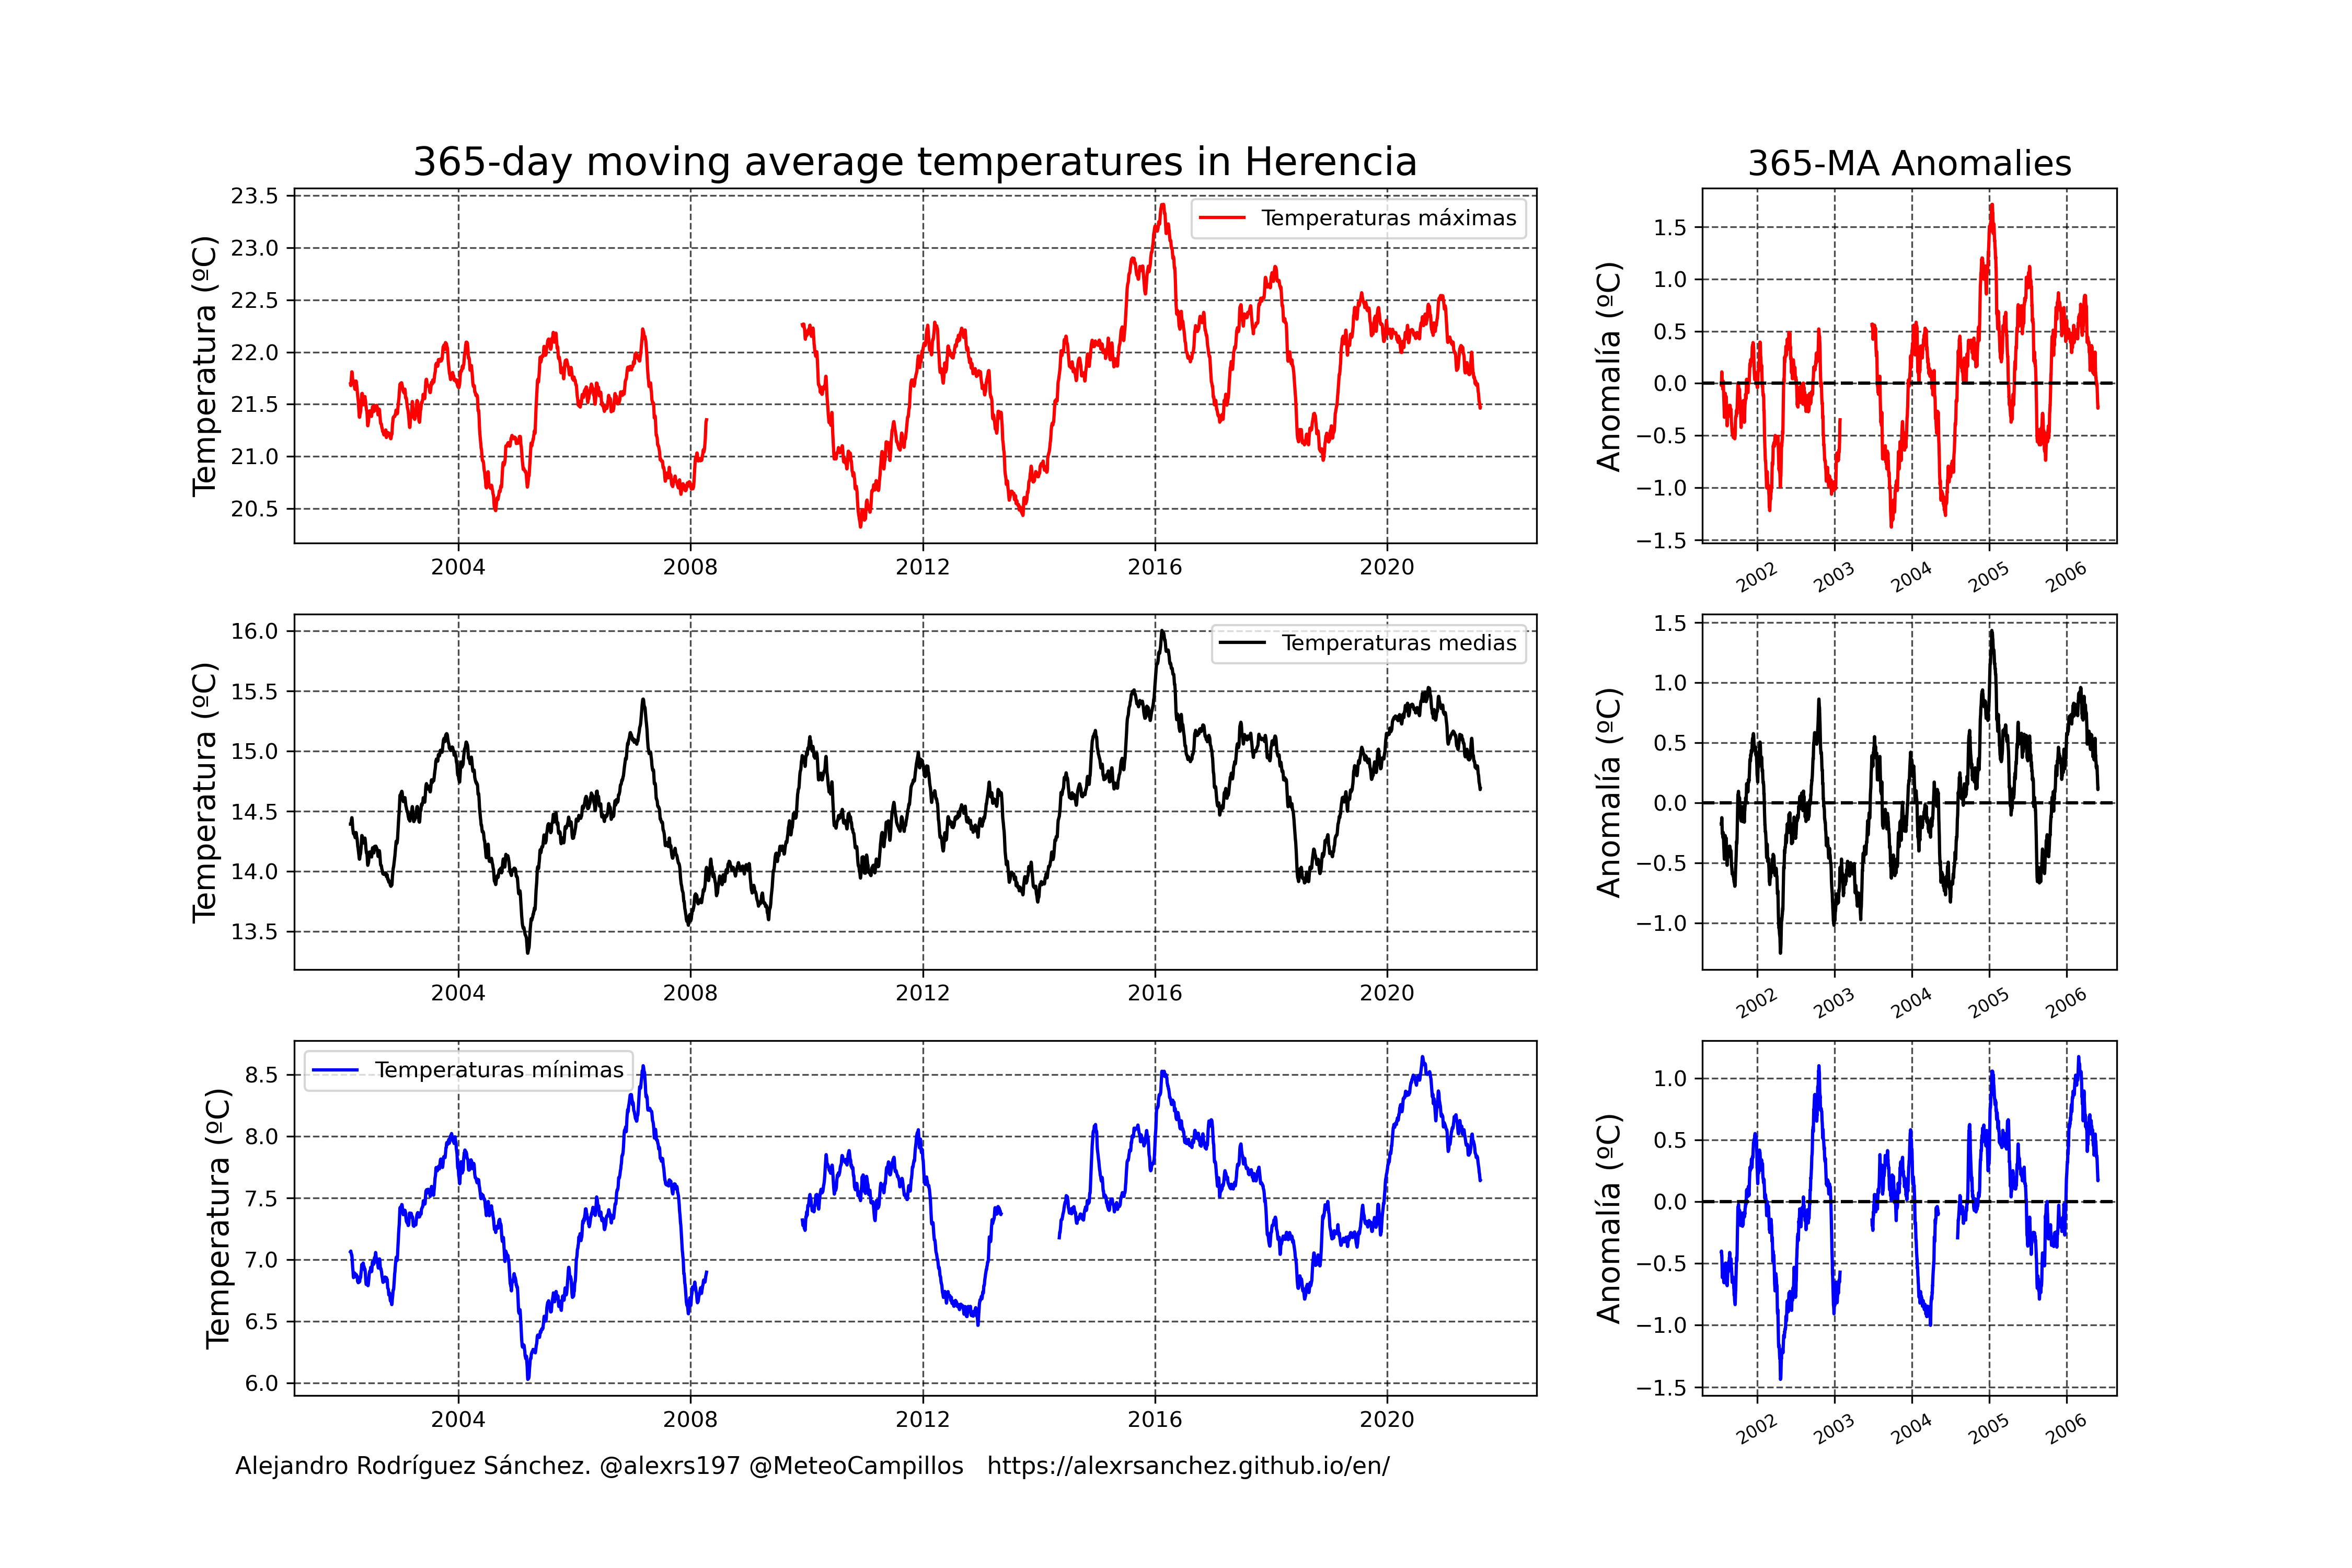 365-day moving average temperatures in Herencia
365-MA Anomalies
Temperatura (ºC)
23.5
23.0
22.5
22.0
21.5
21.0
20.5
Temperaturas máximas
2004 2008 2012 2016 2020
Anomalía (ºC)
1.5
1.0
0.5
0.0
−0.5
−1.0
−1.5
2002 2003 2004 2005 2006
Temperatura (ºC)
16.0
15.5
15.0
14.5
14.0
13.5
Temperaturas medias
2004 2008 2012 2016 2020
Anomalía (ºC)
1.5
1.0
0.5
0.0
−0.5
−1.0
2002 2003 2004 2005 2006
Temperatura (ºC)
8.5
8.0
7.5
7.0
6.5
6.0
Temperaturas mínimas
2004 2008 2012 2016 2020
Anomalía (ºC)
1.0
0.5
0.0
−0.5
−1.0
−1.5
2002 2003 2004 2005 2006
Alejandro Rodríguez Sánchez. @alexrs197 @MeteoCampillos https://alexrsanchez.github.io/en/